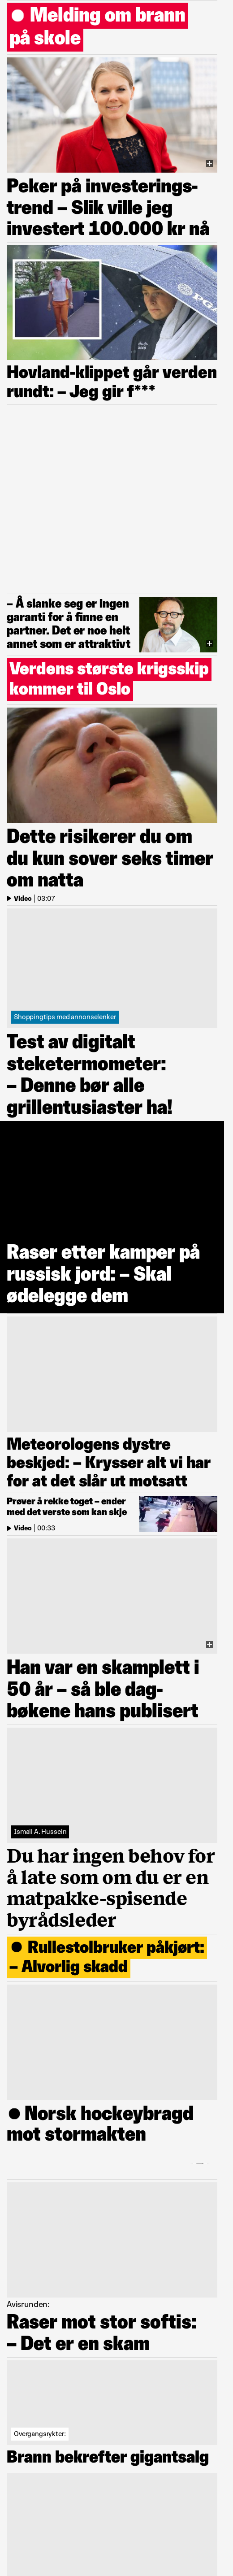 Melding om brann
på skole
Peker på investerings-
trend – Slik ville jeg
investert 100.000 kr nå
PGA
Hovland-klippet går verden
rundt: – Jeg gir f***
– Å slanke seg er ingen
garanti for å finne en
partner. Det er noe helt
annet som er attraktivt
Verdens største krigsskip
kommer til Oslo
Dette risikerer du om
du kun sover seks timer
om natta
Video | 03:07
Shoppingtips med annonselenker
Test av digitalt
steketermometer:
– Denne bør alle
grillentusiaster ha!
Raser etter kamper på
russisk jord: – Skal
ødelegge dem
Meteorologens dystre
beskjed: – Krysser alt vi har
for at det slår ut motsatt
Prøver å rekke toget – ender
med det verste som kan skje
Video | 00:33
Han var en skamplett i
50 år – så ble dag-
bøkene hans publisert
Ismail A. Hussein
Du har ingen behov for
å late som om du er en
matpakke-spisende
byrådsleder
Rullestolbruker påkjørt:
– Alvorlig skadd
Norsk hockeybragd
mot stormakten
Avisrunden:
Raser mot stor softis:
– Det er en skam
Overgangsrykter:
Brann bekrefter gigantsalg